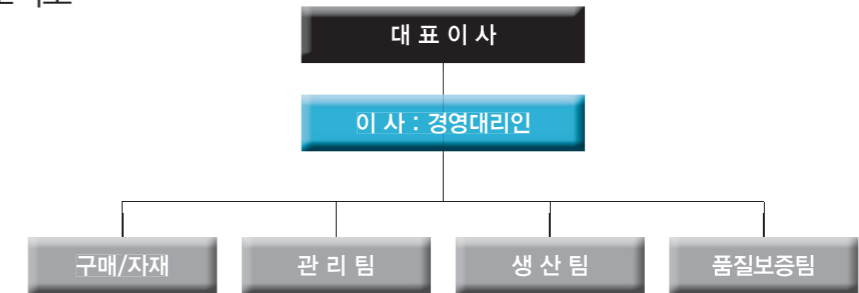 대 표 이 사
이 사 : 경영대리인
구매/자재
관 리 팀
생 산 팀
품질보증팀